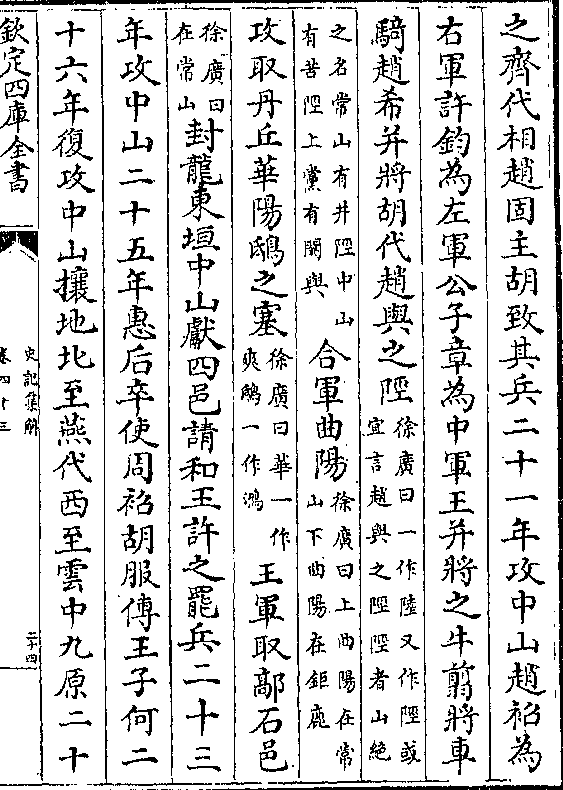 之齊代相趙固主胡致其兵二十一年攻中山趙袑為
右軍許鈞為左軍公子章為中軍王并將之牛翦將車
騎趙希并將胡代趙與之陘徐廣曰一作陸又作陘或宜言趙與之陘陘者山絶
之名常山有井陘中山有苦陘上黨有閼與合軍曲陽徐廣曰上曲陽在常山下曲陽在鉅鹿
攻取丹丘華陽鴟之塞徐廣曰華一作爽鴟一作鴻王軍取鄗石邑
徐廣曰在常山封龍東垣中山獻四邑請和王許之罷兵二十三
年攻中山二十五年惠后卒使周袑胡服傅王子何二
十六年復攻中山攘地北至燕代西至雲中九原二十
欽定四庫全書
史記集解
卷四十三
二十四